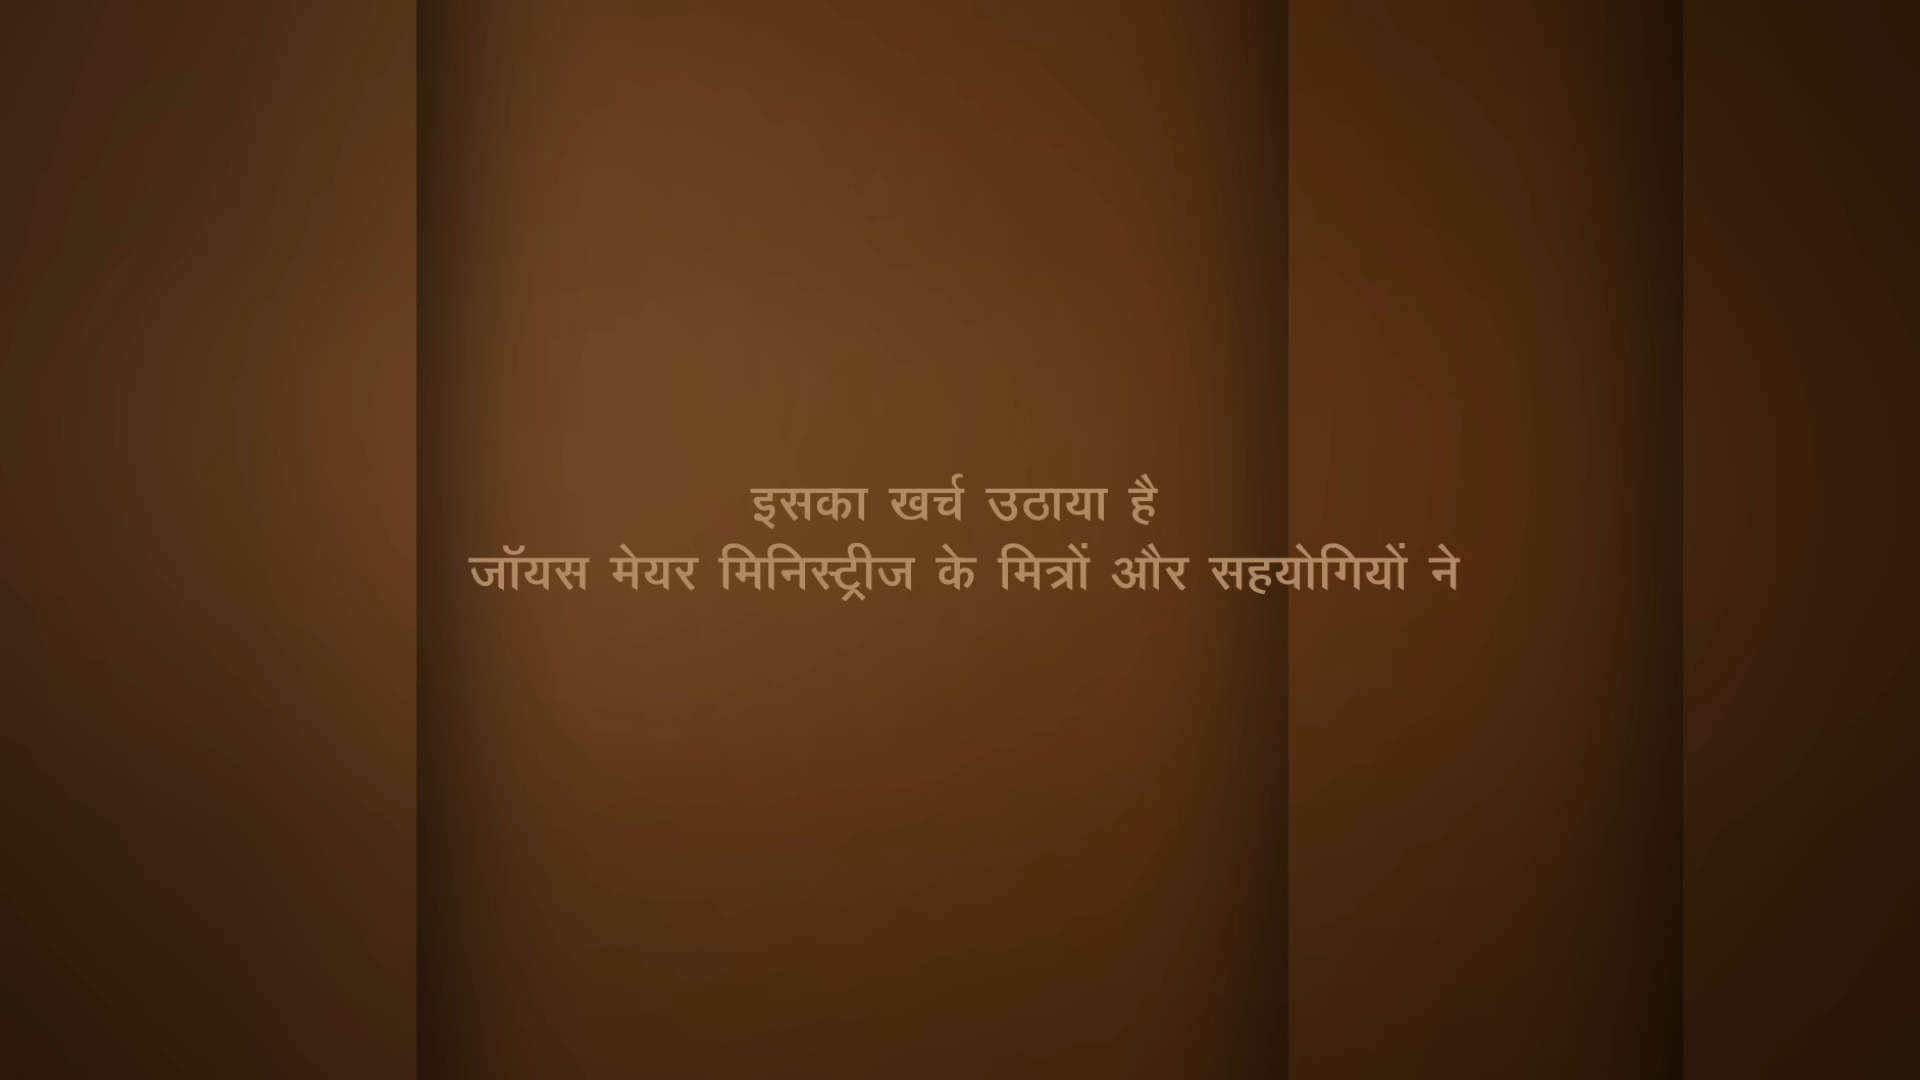 इसका खर्च उठाया है
जॉयस मेयर मिनिस्ट्रीज के मित्रों और सहयोगियों ने